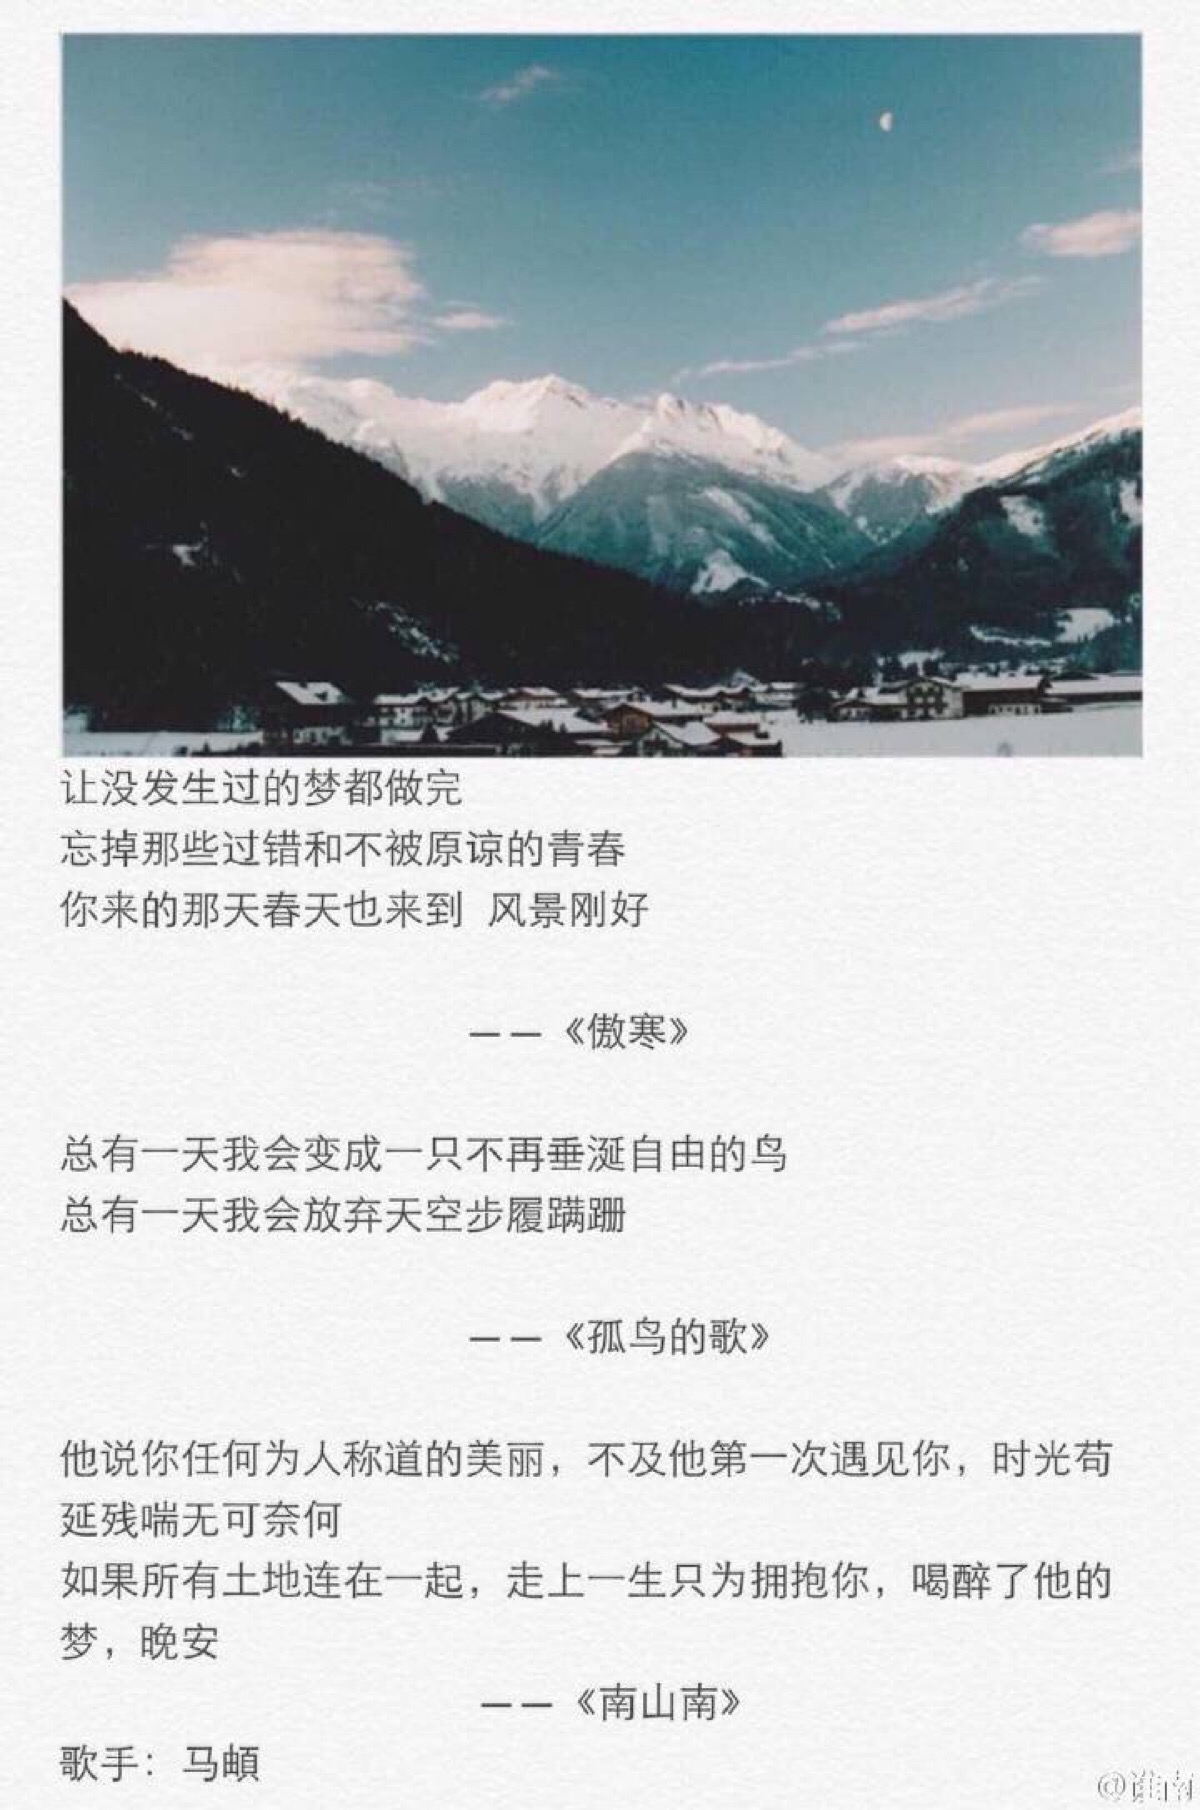 让没发生过的梦都做完
忘掉那些过错和不被原谅的青春
你来的那天春天也来到 风景刚好
——《傲寒》
总有一天我会变成一只不再垂涎自由的鸟
总有一天我会放弃天空步履蹒跚
——《孤鸟的歌》
他说你任何为人称道的美丽，不及他第一次遇见你，时光苟
延残喘无可奈何
如果所有土地连在一起，走上一生只为拥抱你，喝醉了他的
梦，晚安
——《南山南》
歌手：马頔